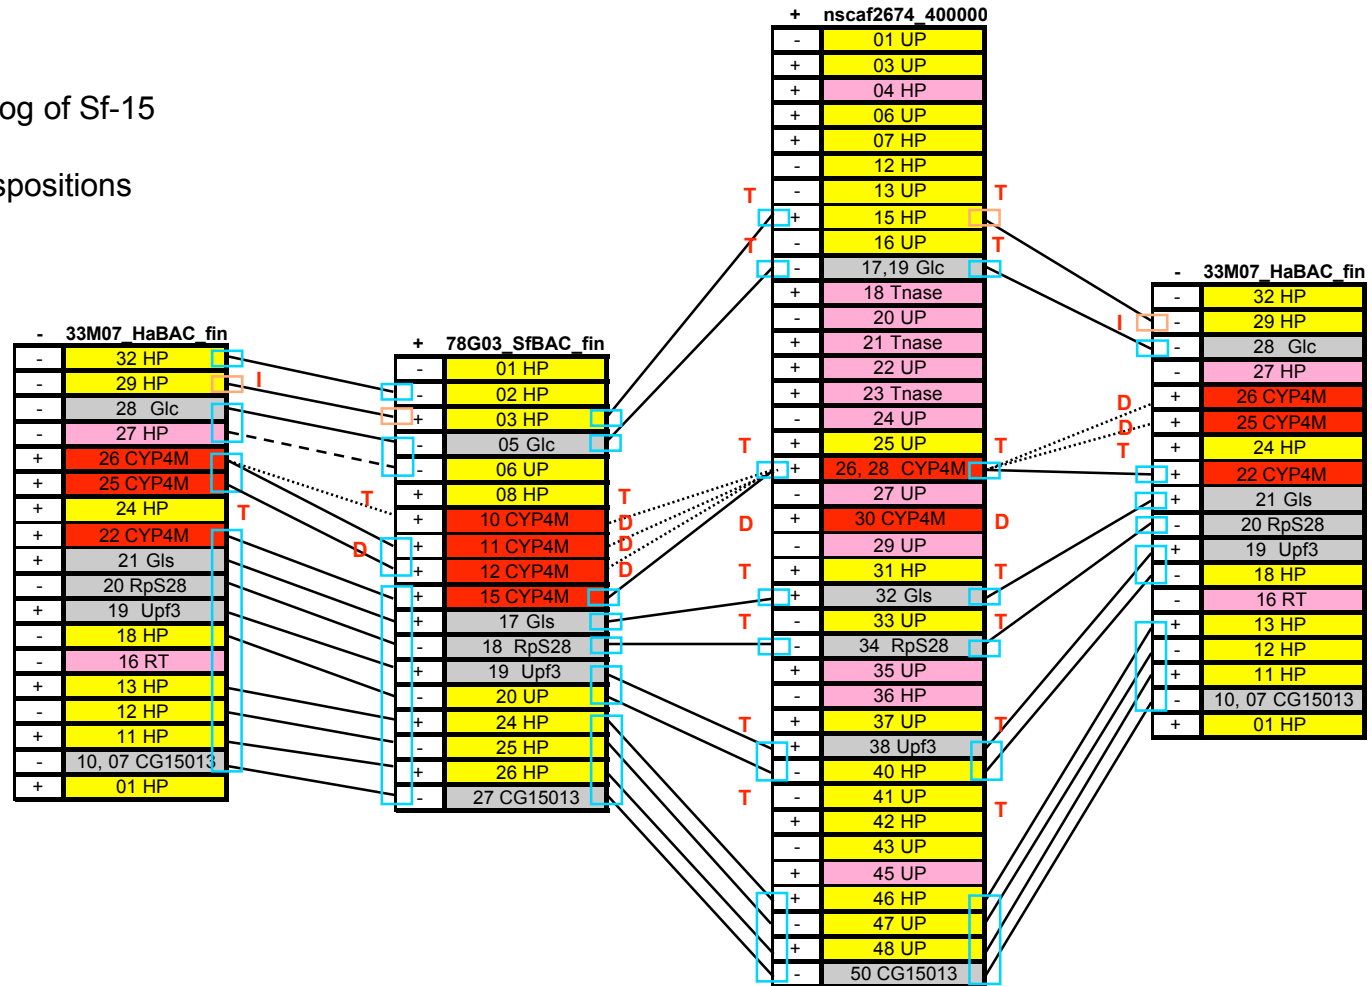 og of Sf-15
spositions
- 33M07_HaBAC_fin
- 32 HP
- 29 HP
- 28 Glc
- 27 HP
+ 26 CYP4M
+ 25 CYP4M
+ 24 HP
+ 22 CYP4M
+ 21 Gls
- 20 RpS28
+ 19 Upf3
- 18 HP
- 16 RT
+ 13 HP
- 12 HP
+ 11 HP
- 10, 07 CG15013
+ 01 HP
I
T
T
D
+ 78G03_SfBAC_fin
- 01 HP
- 02 HP
+ 03 HP
- 05 Glc
- 06 UP
+ 08 HP
+ 10 CYP4M
+ 11 CYP4M
+ 12 CYP4M
+ 15 CYP4M
+ 17 Gls
- 18 RpS28
+ 19 Upf3
- 20 UP
+ 24 HP
- 25 HP
+ 26 HP
- 27 CG15013
T
D
D
D
T
T
T
D
T
T
T
T
+ nscaf2674_400000
- 01 UP
+ 03 UP
+ 04 HP
+ 06 UP
+ 07 HP
- 12 HP
- 13 UP
+ 15 HP
- 16 UP
- 17,19 Glc
+ 18 Tnase
- 20 UP
+ 21 Tnase
+ 22 UP
+ 23 Tnase
- 24 UP
+ 25 UP
+ 26, 28 CYP4M
- 27 UP
+ 30 CYP4M
- 29 UP
+ 31 HP
+ 32 Gls
- 33 UP
- 34 RpS28
+ 35 UP
- 36 HP
+ 37 UP
+ 38 Upf3
- 40 HP
- 41 UP
+ 42 HP
- 43 UP
+ 45 UP
+ 46 HP
- 47 UP
+ 48 UP
- 50 CG15013
T
T
T
D
T
T
T
T
I
D
D
T
- 33M07_HaBAC_fin
- 32 HP
- 29 HP
- 28 Glc
- 27 HP
+ 26 CYP4M
+ 25 CYP4M
+ 24 HP
+ 22 CYP4M
+ 21 Gls
- 20 RpS28
+ 19 Upf3
- 18 HP
- 16 RT
+ 13 HP
- 12 HP
+ 11 HP
- 10, 07 CG15013
+ 01 HP